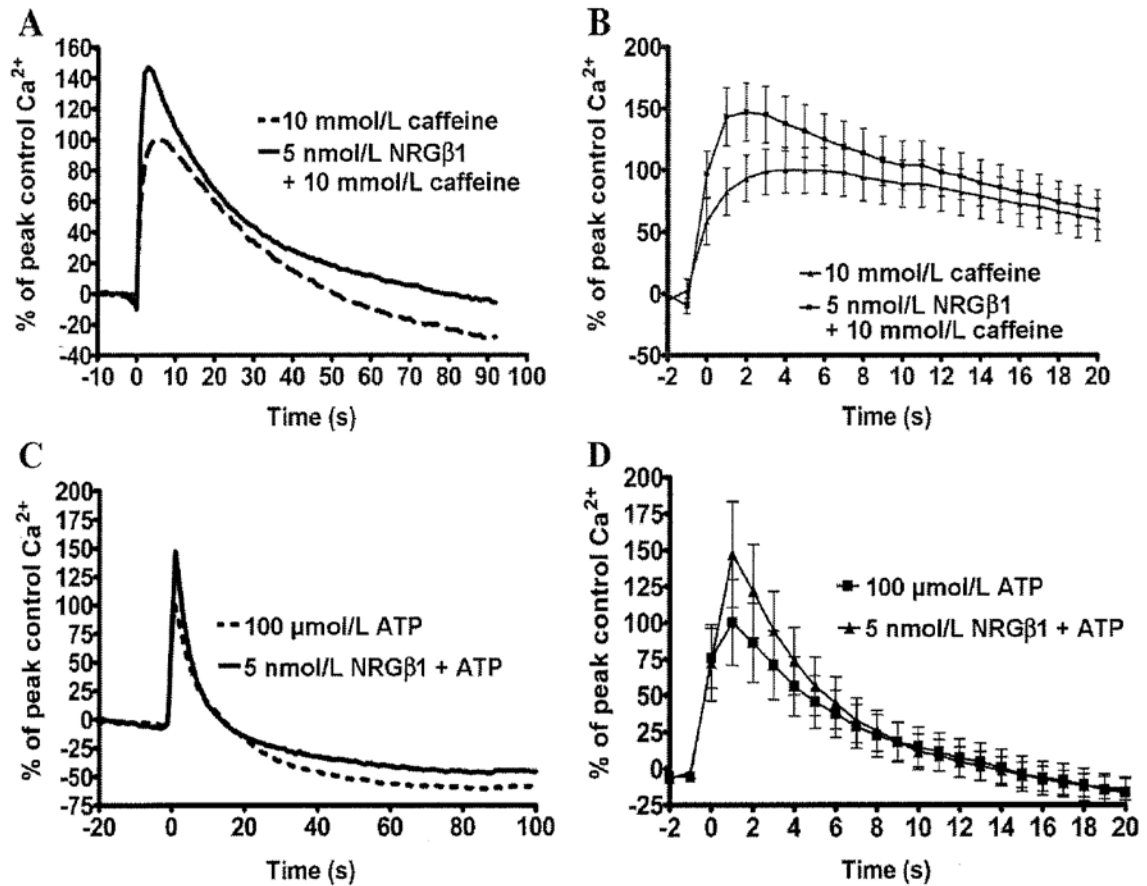 A
% of peak control Ca2+
160
140
120
100
80
60
40
20
0
-20
-40
-10 0 10 20 30 40 50 60 70 80 90 100
Time (s)
10 mmol/L caffeine
5 nmol/L NRGβ1
+ 10 mmol/L caffeine
B
% of peak control Ca2+
200
150
100
50
0
-50
-2 0 2 4 6 8 10 12 14 16 18 20
Time (s)
10 mmol/L caffeine
5 nmol/L NRGβ1
+ 10 mmol/L caffeine
C
% of peak control Ca2+
200
175
150
125
100
75
50
25
0
-25
-50
-75
-20 0 20 40 60 80 100
Time (s)
100 μmol/L ATP
5 nmol/L NRGβ1 + ATP
D
% of peak control Ca2+
200
175
150
125
100
75
50
25
0
-25
-2 0 2 4 6 8 10 12 14 16 18 20
Time (s)
100 μmol/L ATP
5 nmol/L NRGβ1 + ATP